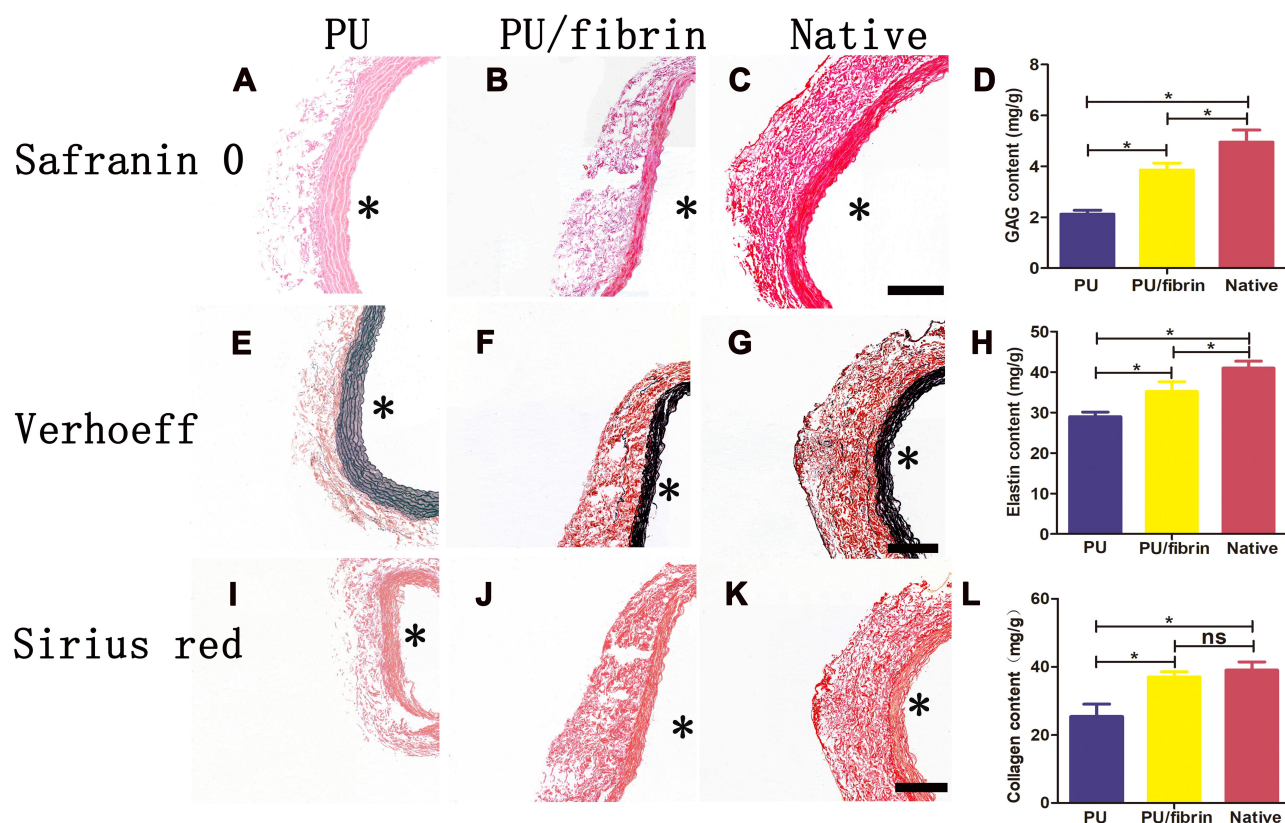 PU PU/fibrin Native
Safranin O
A
B
C
D
GAG content (mg/g)
8
6
4
2
0
*
*
*
PU PU/fibrin Native
*
*
*
Verhoeff
E
F
G
H
Elastin content (mg/g)
50
40
30
20
10
0
*
*
*
PU PU/fibrin Native
*
*
*
Sirius red
I
J
K
L
Collagen content (mg/g)
60
40
20
0
*
ns
*
PU PU/fibrin Native
*
*
*